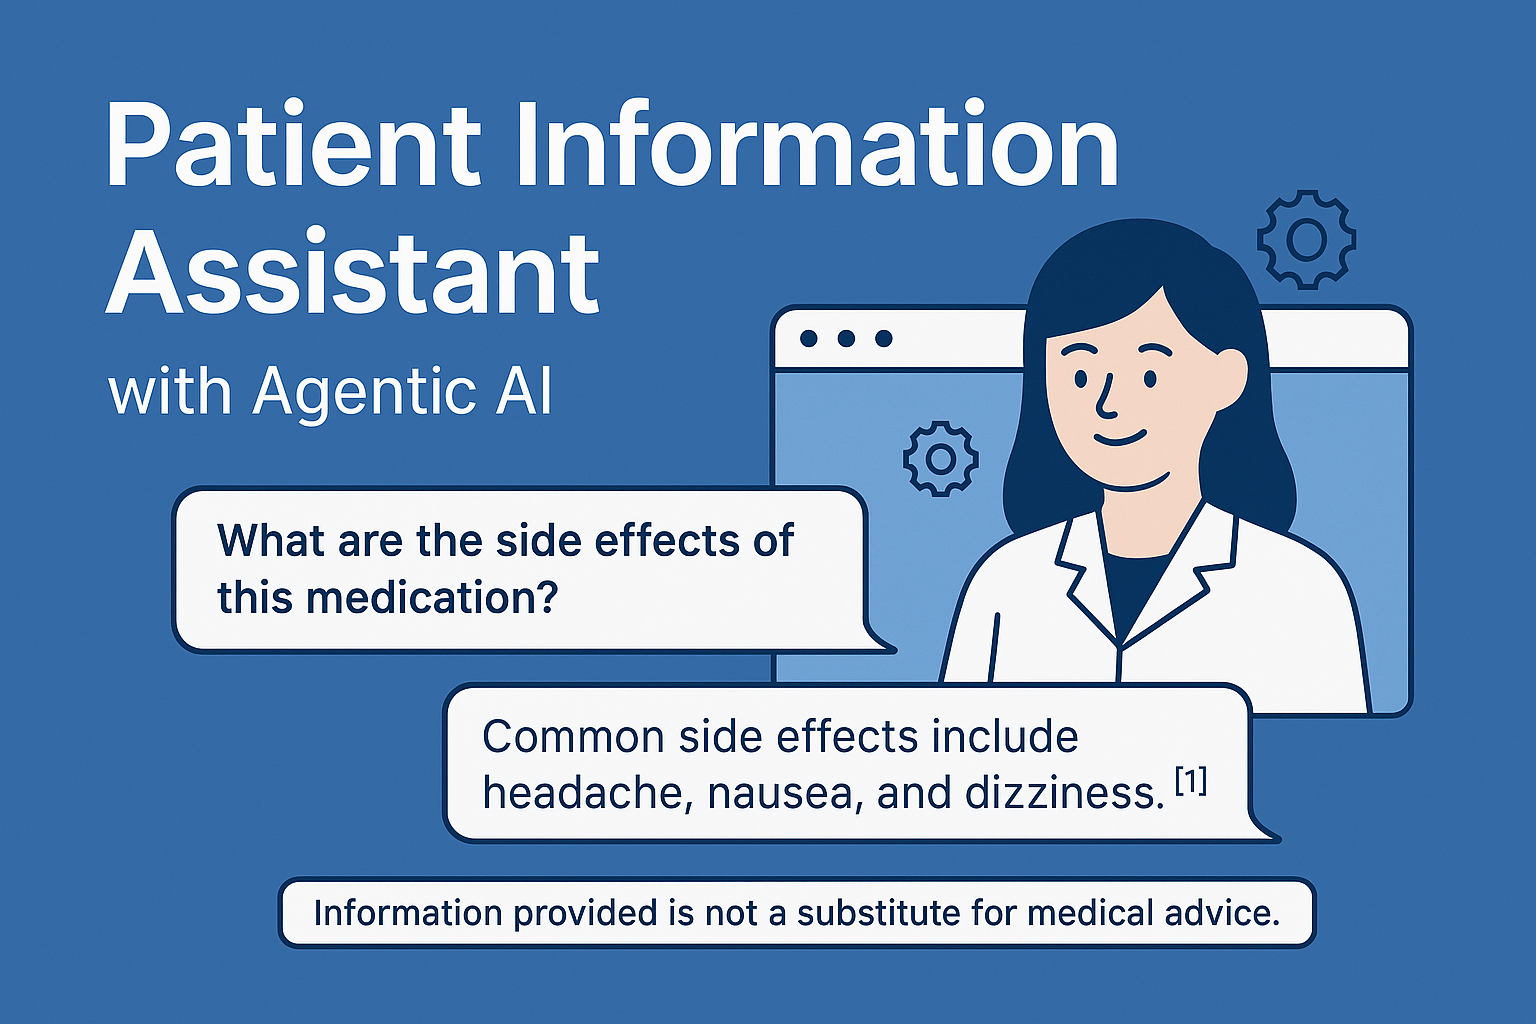 Patient Information
Assistant
with Agentic AI
What are the side effects of
this medication?
Common side effects include
headache, nausea, and dizziness. [1]
Information provided is not a substitute for medical advice.